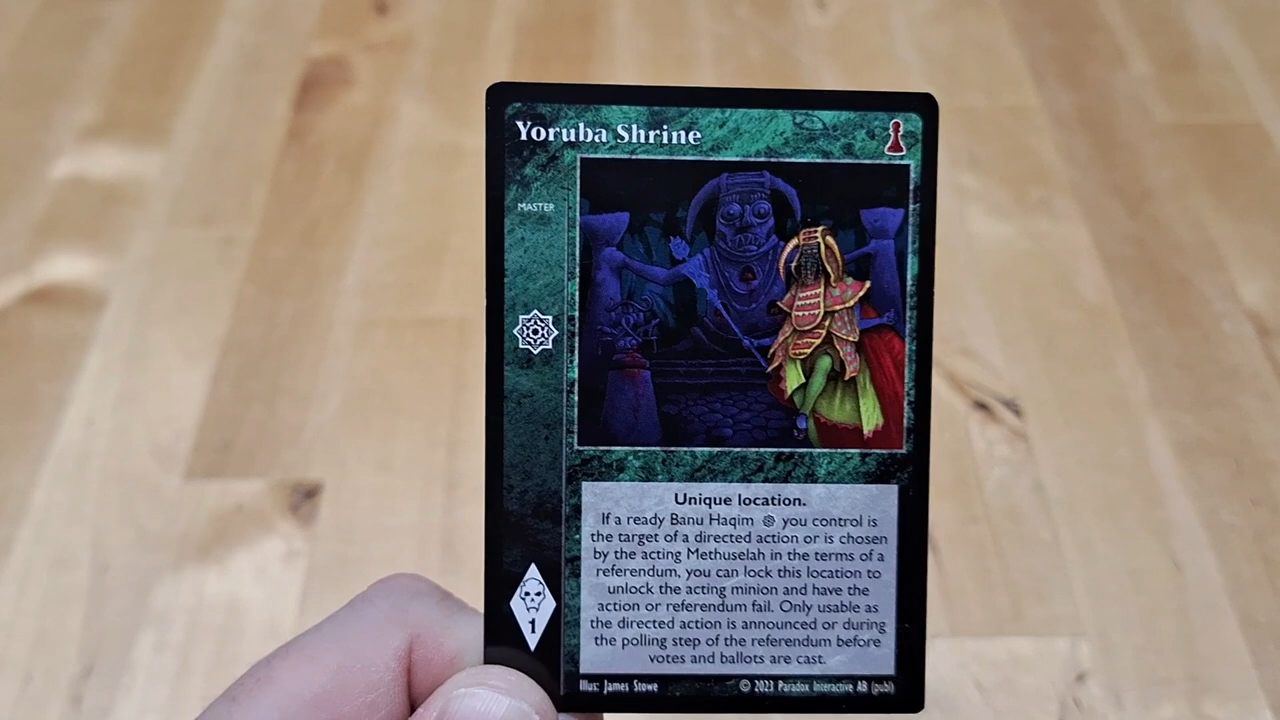 Yoruba Shrine
MASTER
1
Unique location.
If a ready Banu Haqim you control is
the target of a directed action or is chosen
by the acting Methuselah in the terms of a
referendum, you can lock this location to
unlock the acting minion and have the
action or referendum fail. Only usable as
the directed action is announced or during
the polling step of the referendum before
votes and ballots are cast.
Illus: James Stowe © 2023 Paradox Interactive AB (publ)